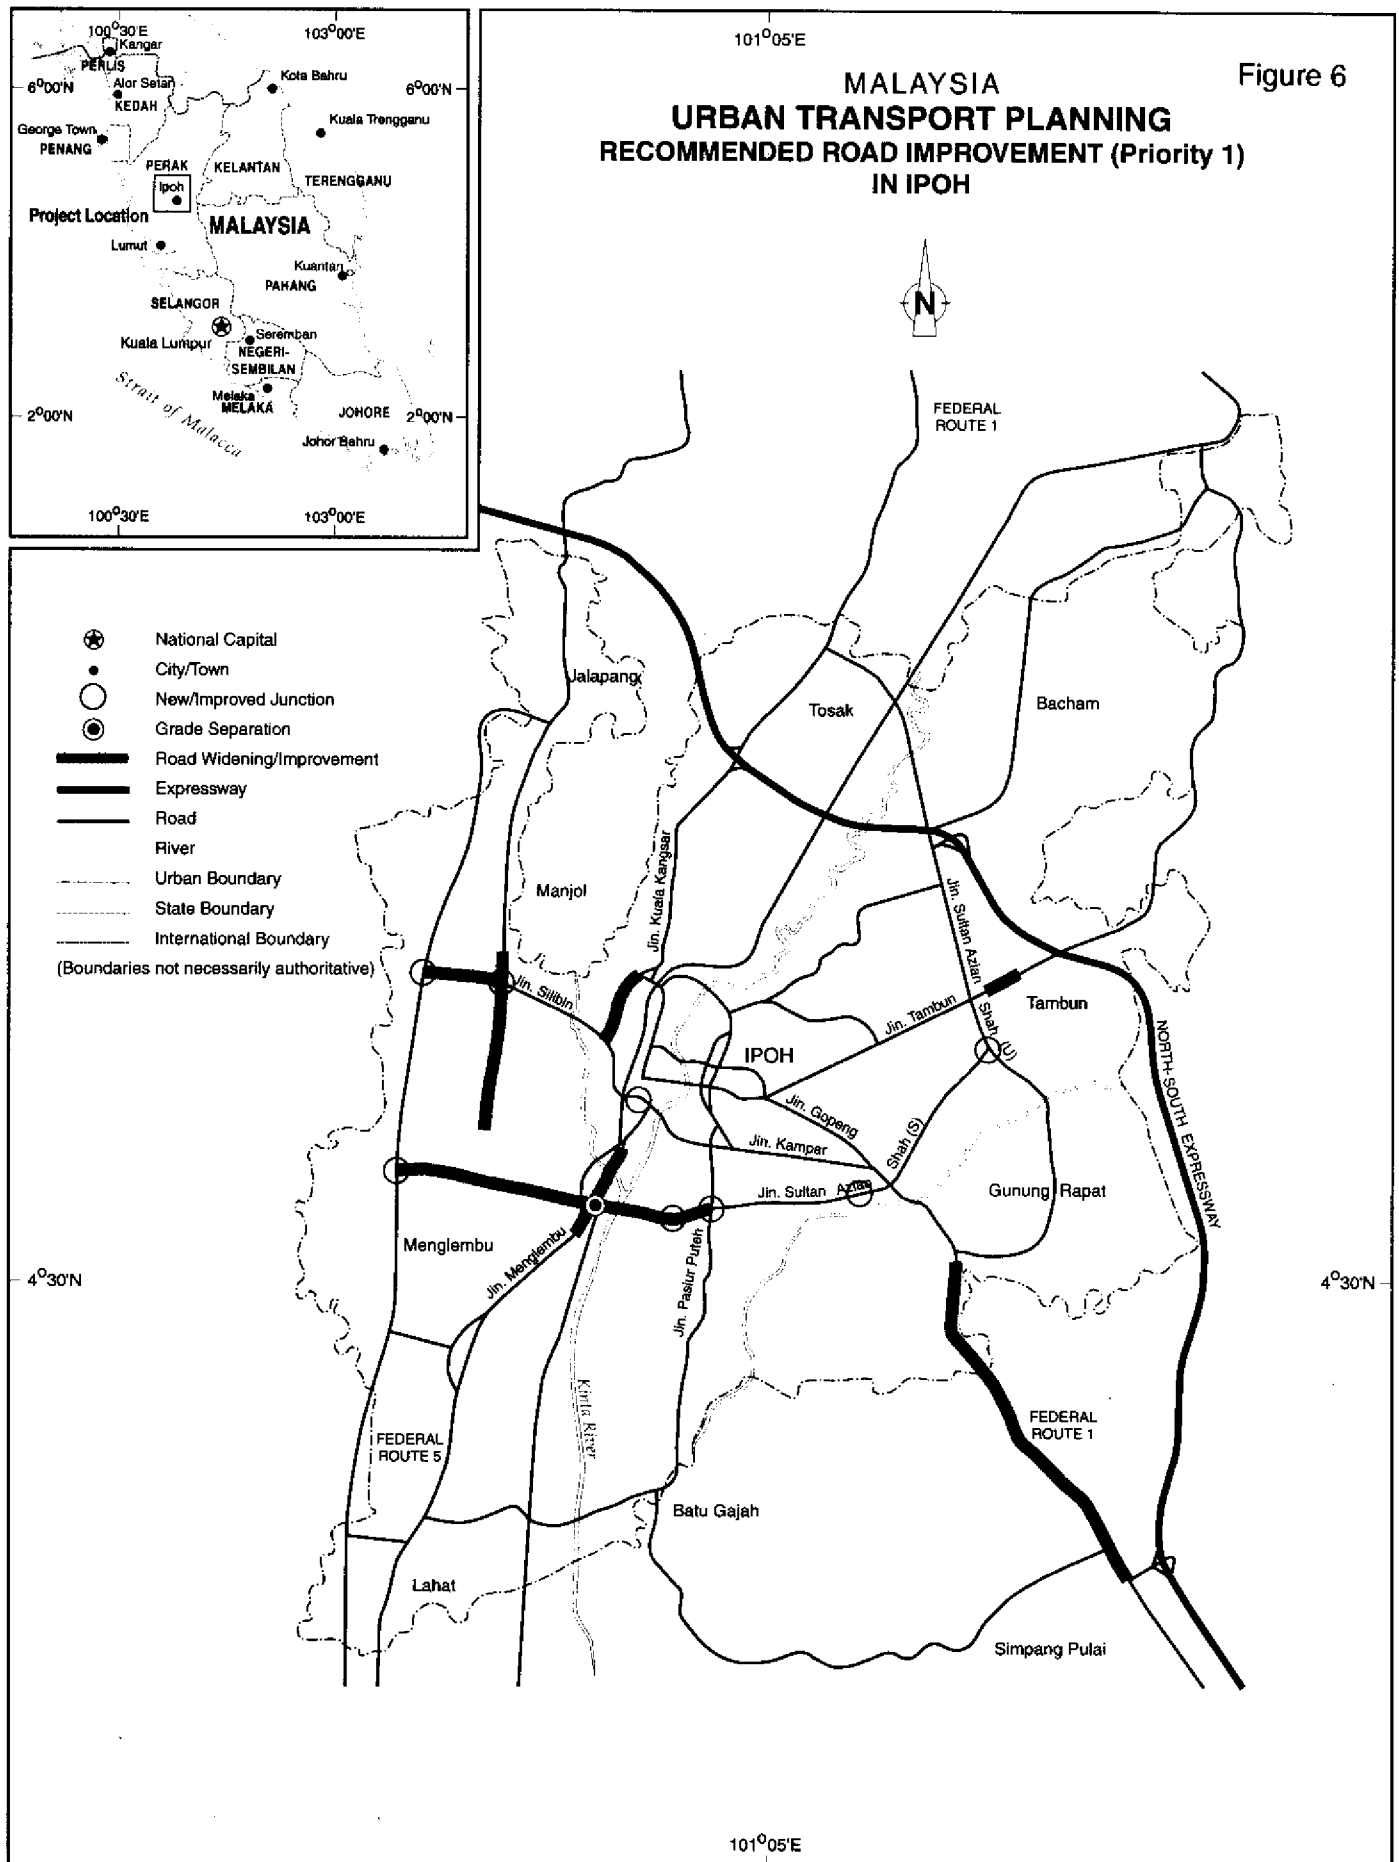 Figure 6
MALAYSIA
URBAN TRANSPORT PLANNING
RECOMMENDED ROAD IMPROVEMENT (Priority 1)
IN IPOH
101°05'E
100°30'E
103°00'E
Kangar
PERLIS
6°00'N
Alor Setar
KEDAH
Kota Bahru
6°00'N
George Town
PENANG
Kuala Trengganu
PERAK
KELANTAN
TERENGGANU
Ipoh
Project Location
MALAYSIA
Lumut
Kuantan
PAHANG
SELANGOR
Kuala Lumpur
Seremban
NEGERI-
SEMBILAN
Strait of Malacca
Melaka
MELAKA
2°00'N
JOHORE
2°00'N
Johor Bahru
100°30'E
103°00'E
N
FEDERAL
ROUTE 1
National Capital
City/Town
New/Improved Junction
Grade Separation
Road Widening/Improvement
Expressway
Road
River
Urban Boundary
State Boundary
International Boundary
(Boundaries not necessarily authoritative)
Jalapang
Tosak
Bacham
Manjol
Jln. Kuala Kangsar
Jln. Sultan Azlan Shah (U)
Jln. Silibin
Jln. Tambun
Tambun
IPOH
NORTH-SOUTH EXPRESSWAY
Jln. Gopeng
Jln. Kampar
Jln. Sultan Azlan Shah (S)
Gunung Rapat
Menglembu
Jln. Menglembu
Jln. Pasiur Puteh
4°30'N
4°30'N
Kinta River
FEDERAL
ROUTE 5
FEDERAL
ROUTE 1
Batu Gajah
Lahat
Simpang Pulai
101°05'E